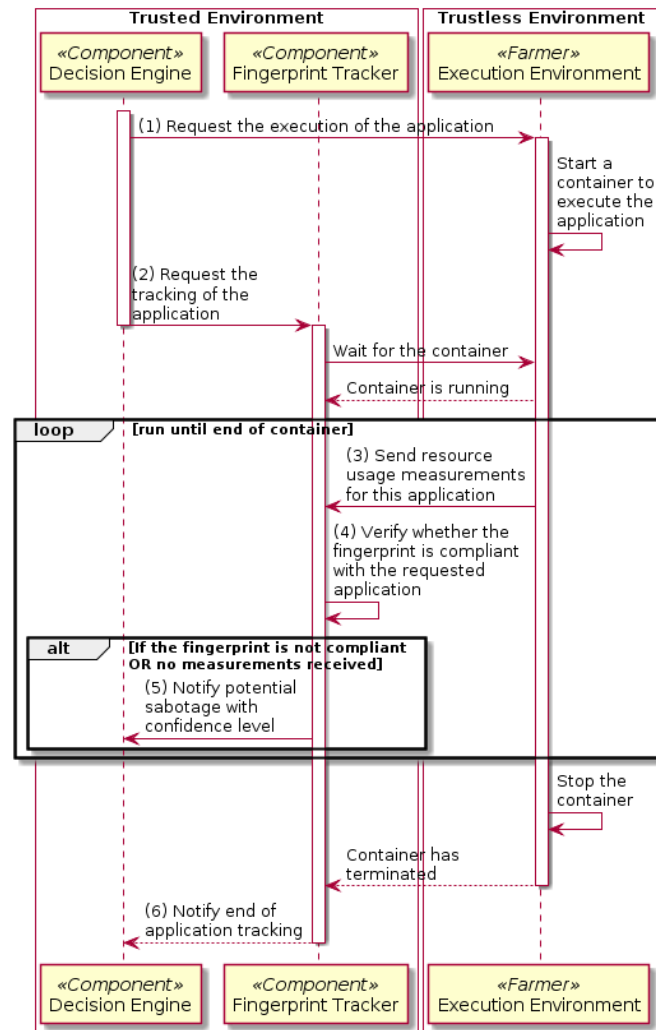 Trusted Environment
Trustless Environment
«Component»
Decision Engine
«Component»
Fingerprint Tracker
«Farmer»
Execution Environment
(1) Request the execution of the application
Start a
container to
execute the
application
(2) Request the
tracking of the
application
Wait for the container
Container is running
loop
[run until end of container]
(3) Send resource
usage measurements
for this application
(4) Verify whether the
fingerprint is compliant
with the requested
application
alt
[If the fingerprint is not compliant
OR no measurements received]
(5) Notify potential
sabotage with
confidence level
Stop the
container
Container has
terminated
(6) Notify end of
application tracking
«Component»
Decision Engine
«Component»
Fingerprint Tracker
«Farmer»
Execution Environment